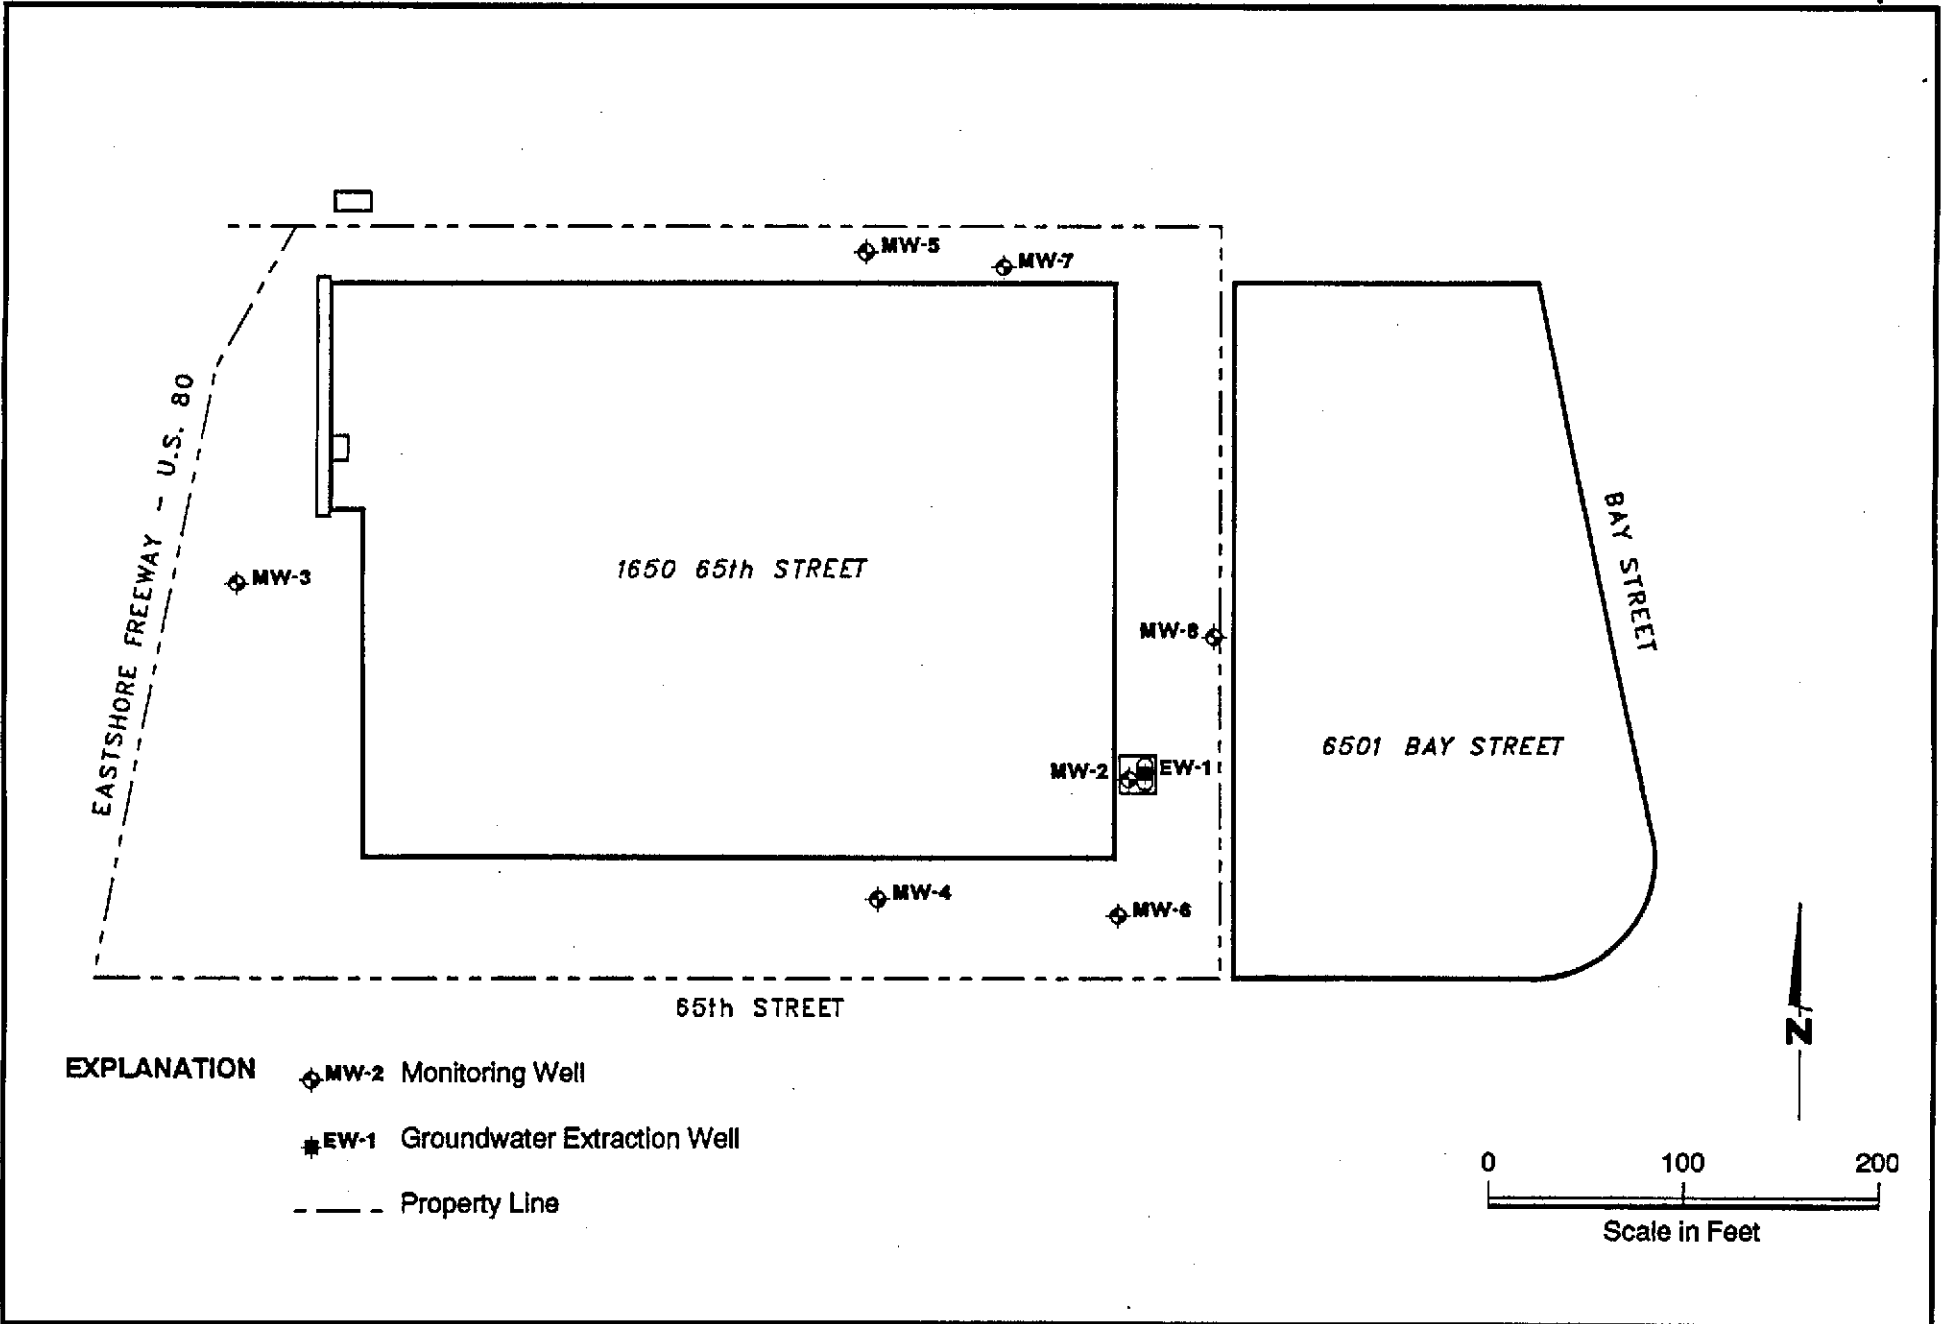 MW-5
MW-7
EASTSHORE FREEWAY - U.S. 80
BAY STREET
1650 65th STREET
MW-3
MW-8
6501 BAY STREET
MW-2
EW-1
MW-4
MW-6
65th STREET
EXPLANATION
MW-2 Monitoring Well
EW-1 Groundwater Extraction Well
Property Line
N
0 100 200
Scale in Feet